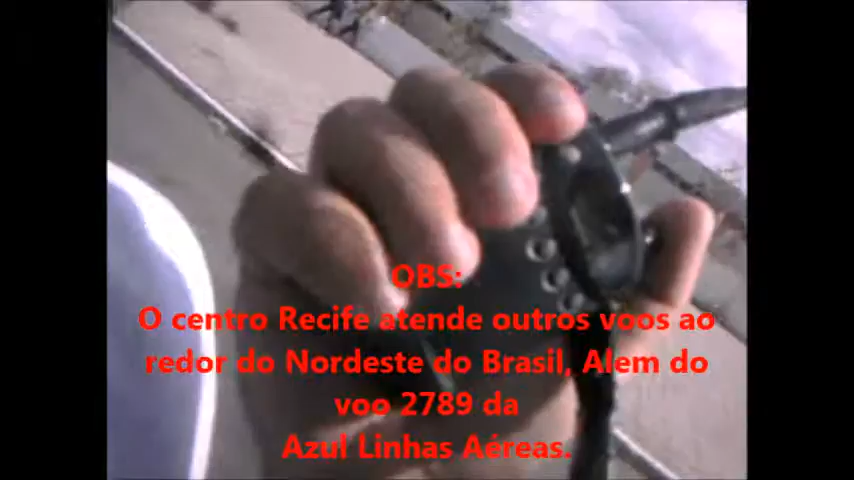 OBS:
O centro Recife atende outros voos ao
redor do Nordeste do Brasil, Alem do
voo 2789 da
Azul Linhas Aéreas.